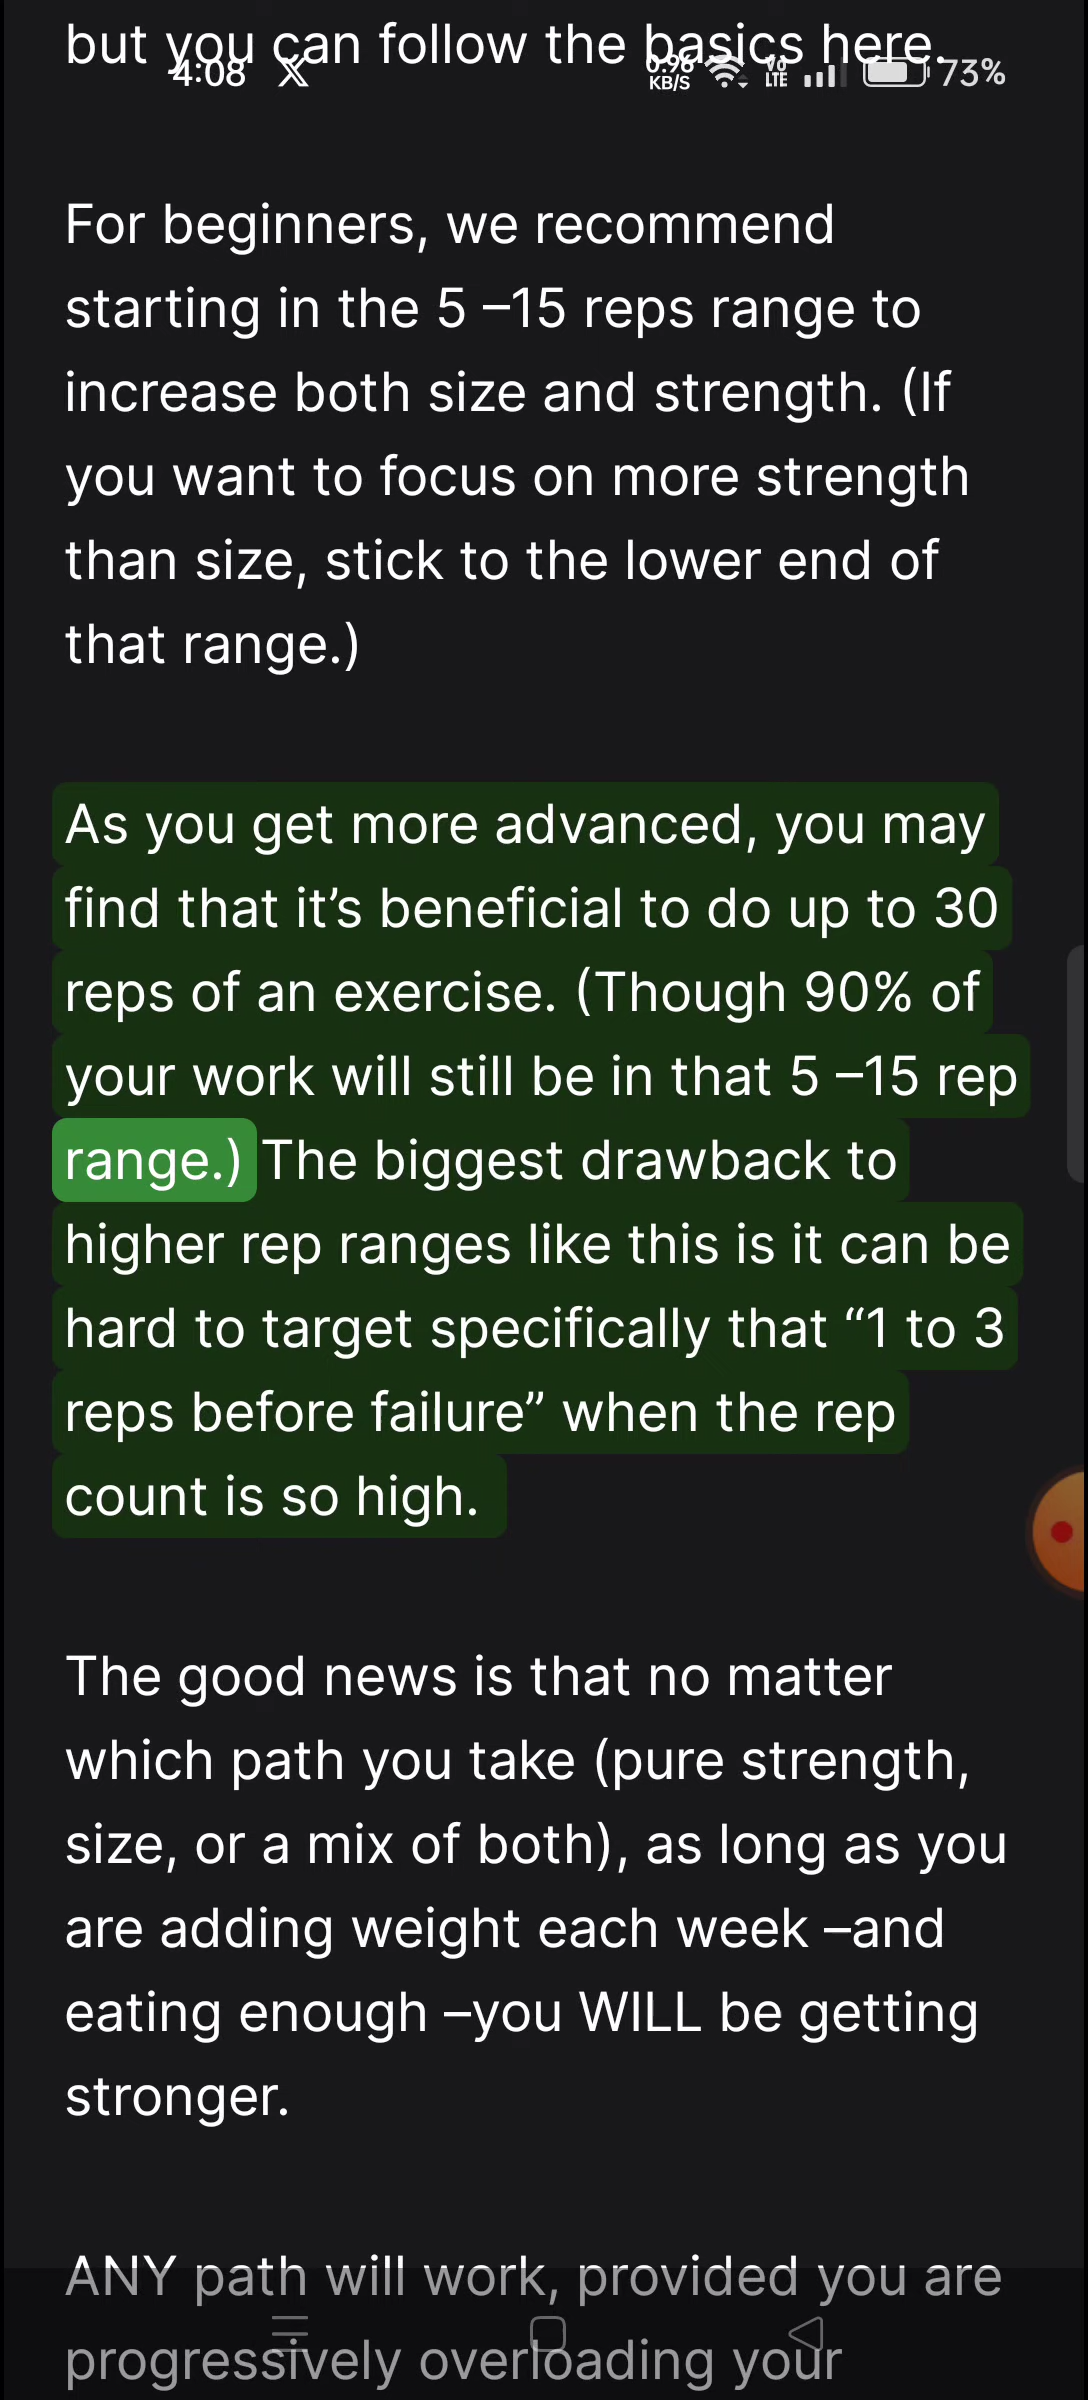 but you can follow the basics here.
4:08 X 0.96 KB/S Vo LTE 73%
For beginners, we recommend
starting in the 5 –15 reps range to
increase both size and strength. (If
you want to focus on more strength
than size, stick to the lower end of
that range.)
As you get more advanced, you may
find that it’s beneficial to do up to 30
reps of an exercise. (Though 90% of
your work will still be in that 5 –15 rep
range.) The biggest drawback to
higher rep ranges like this is it can be
hard to target specifically that “1 to 3
reps before failure” when the rep
count is so high.
The good news is that no matter
which path you take (pure strength,
size, or a mix of both), as long as you
are adding weight each week –and
eating enough –you WILL be getting
stronger.
ANY path will work, provided you are
progressively overloading your